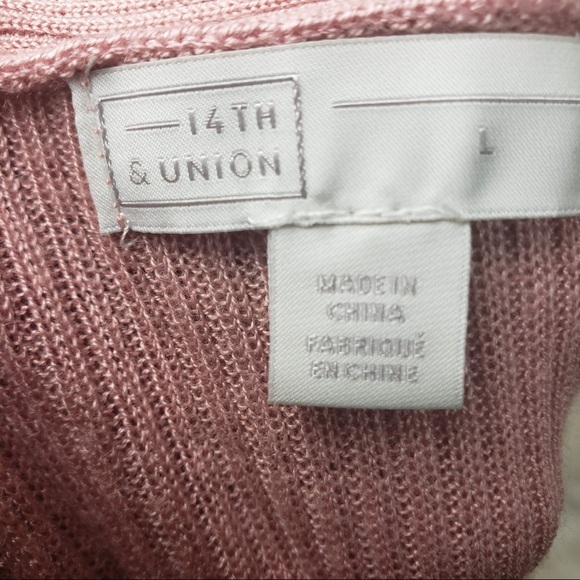 14TH
& UNION
L
MADE IN
CHINA
FABRIQUÉ
EN CHINE